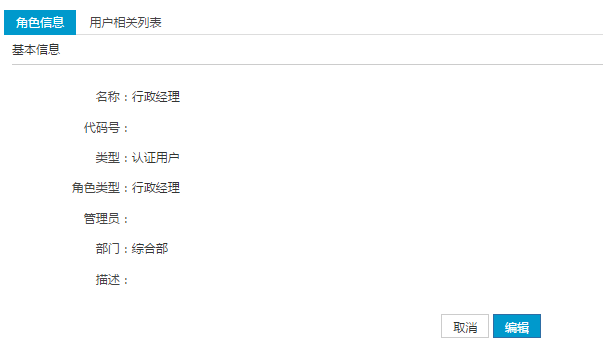 角色信息 用户相关列表
基本信息
名称：行政经理
代码号：
类型：认证用户
角色类型：行政经理
管理员：
部门：综合部
描述：
取消 编辑